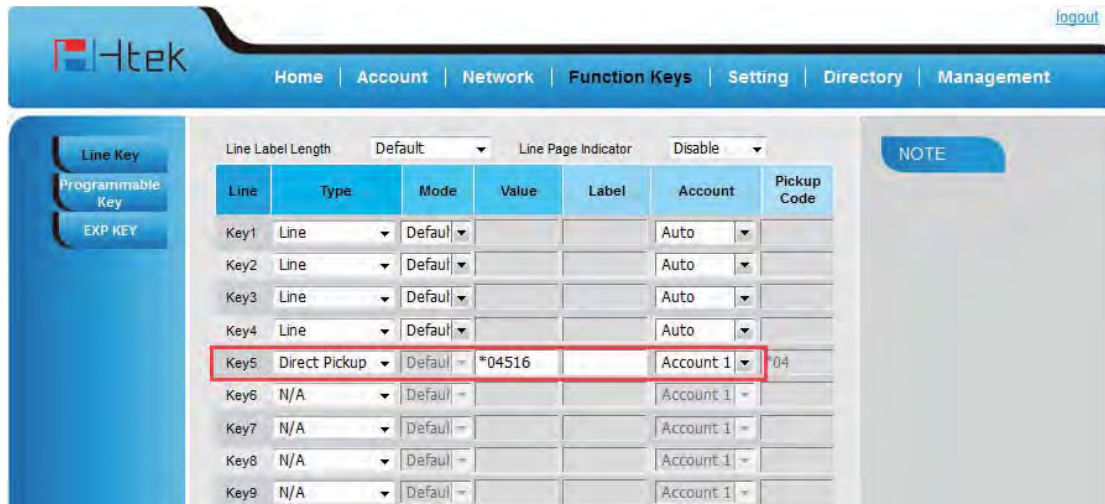 logout
Htek
Home | Account | Network | Function Keys | Setting | Directory | Management
Line Key
Programmable Key
EXP KEY
Line Label Length Default Line Page Indicator Disable
NOTE
Line Type Mode Value Label Account Pickup Code
Key1 Line Defaul Auto
Key2 Line Defaul Auto
Key3 Line Defaul Auto
Key4 Line Defaul Auto
Key5 Direct Pickup Defaul *04516 Account 1 *04
Key6 N/A Defaul Account 1
Key7 N/A Defaul Account 1
Key8 N/A Defaul Account 1
Key9 N/A Defaul Account 1